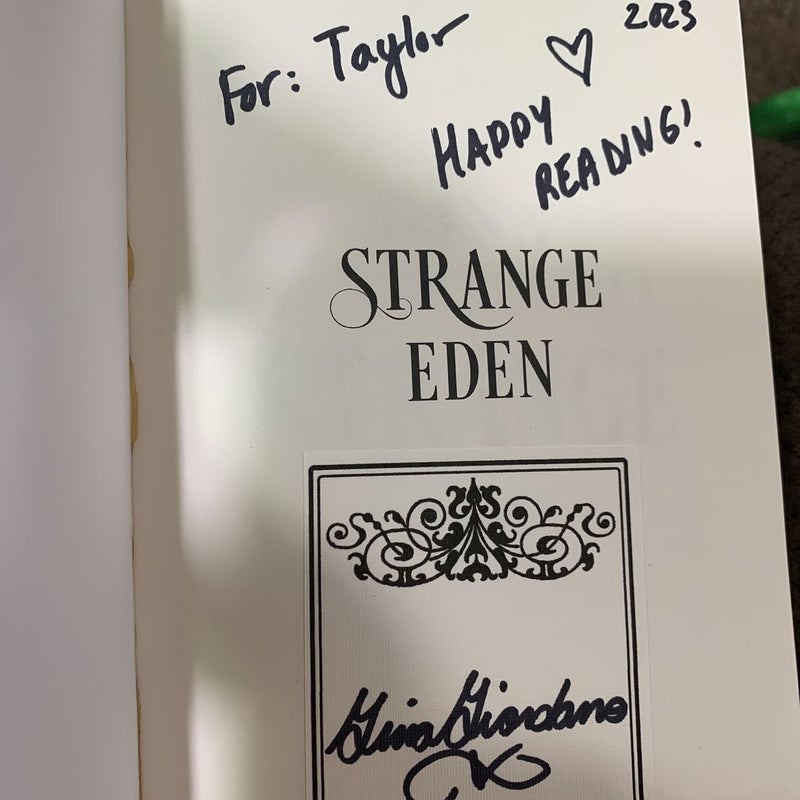 2023
For: Taylor
HAPPY
READING!
STRANGE
EDEN
Gina Giordano